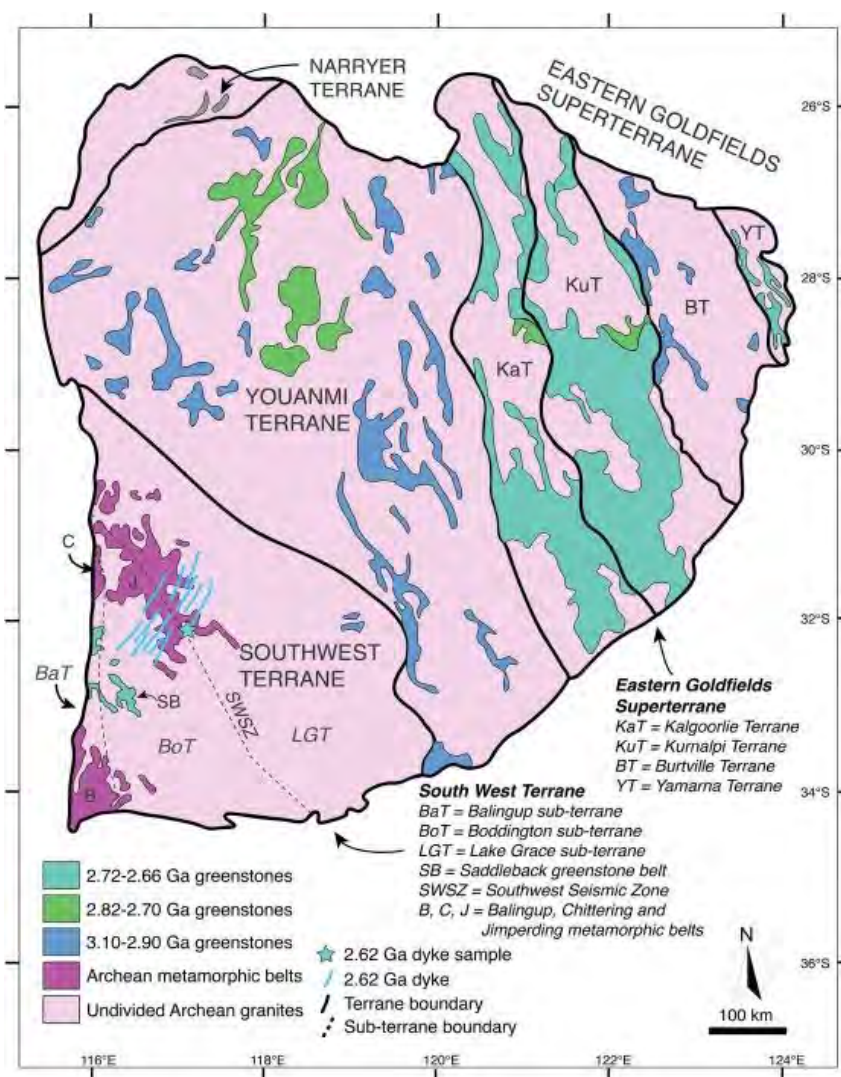 NARRYER
TERRANE
EASTERN GOLDFIELDS
SUPERTERRANE
26°S
YT
28°S
KuT
BT
KaT
YOUANMI
TERRANE
30°S
C
J
32°S
SOUTHWEST
TERRANE
BaT
SB
SWSZ
BoT
LGT
B
Eastern Goldfields
Superterrane
KaT = Kalgoorlie Terrane
KuT = Kurnalpi Terrane
BT = Burtville Terrane
YT = Yamarna Terrane
34°S
South West Terrane
BaT = Balingup sub-terrane
BoT = Boddington sub-terrane
LGT = Lake Grace sub-terrane
SB = Saddleback greenstone belt
SWSZ = Southwest Seismic Zone
B, C, J = Balingup, Chittering and
Jimperding metamorphic belts
2.72-2.66 Ga greenstones
2.82-2.70 Ga greenstones
3.10-2.90 Ga greenstones
Archean metamorphic belts
Undivided Archean granites
2.62 Ga dyke sample
2.62 Ga dyke
Terrane boundary
Sub-terrane boundary
N
36°S
100 km
116°E
118°E
120°E
122°E
124°E